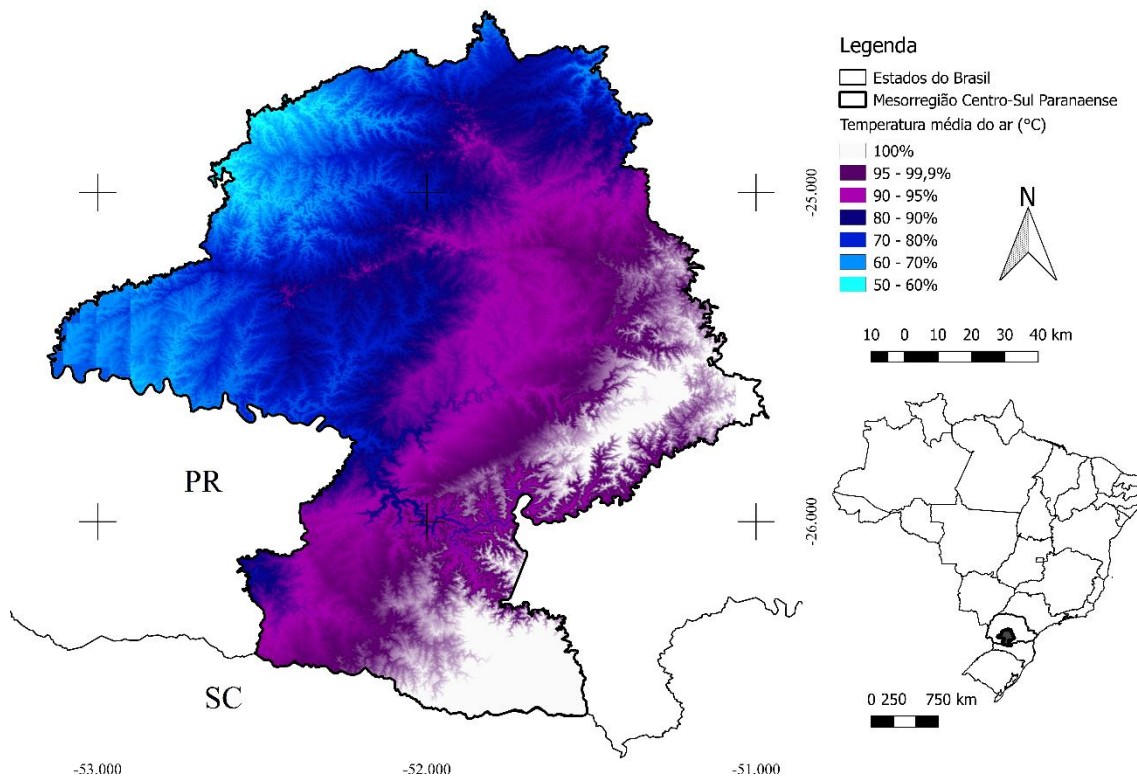 Legenda
Estados do Brasil
Mesorregião Centro-Sul Paranaense
Temperatura média do ar (°C)
100%
95 - 99,9%
90 - 95%
80 - 90%
70 - 80%
60 - 70%
50 - 60%
N
10 0 10 20 30 40 km
-25.000
-26.000
PR
SC
0 250 750 km
-53.000 -52.000 -51.000